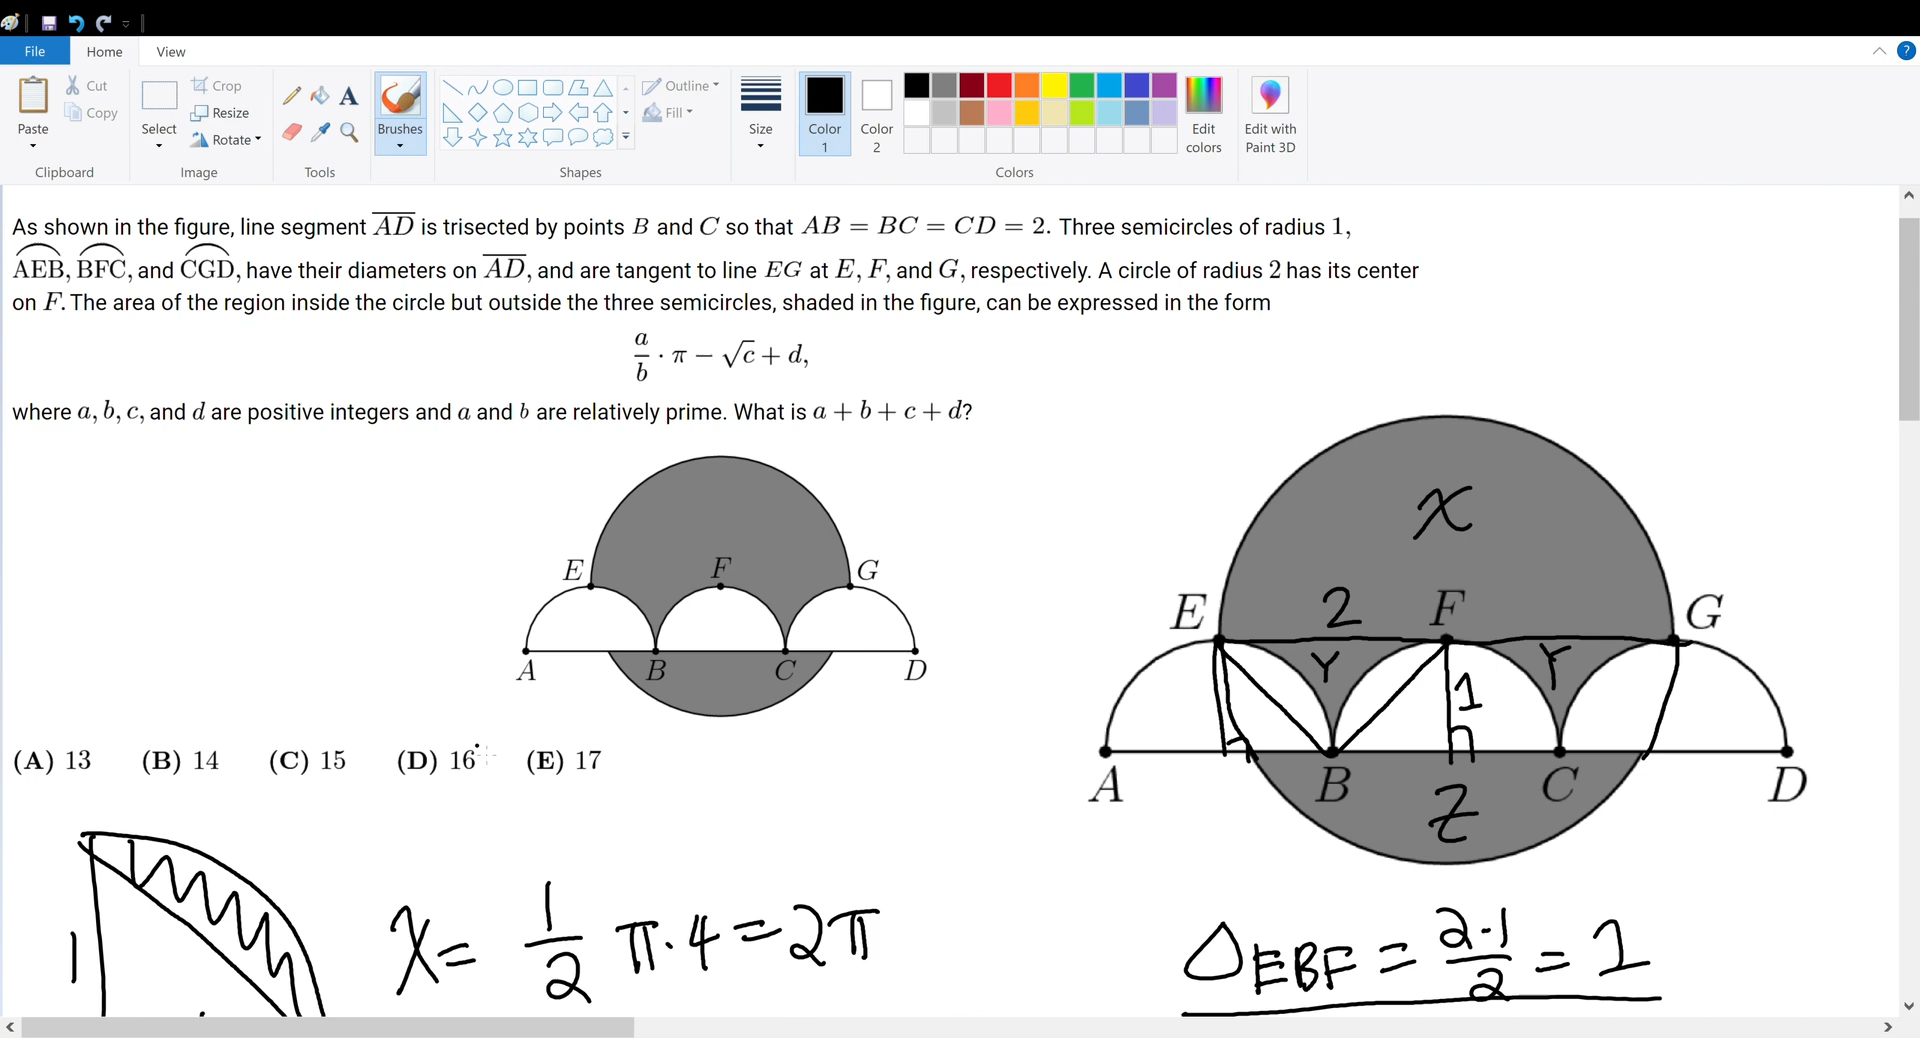 File Home View
Cut
Copy
Paste
Clipboard
Select
Crop
Resize
Rotate
Image
A
Tools
Brushes
Outline
Fill
Shapes
Size
Color
1
Color
2
Edit
colors
Edit with
Paint 3D
Colors
?
As shown in the figure, line segment AD is trisected by points B and C so that AB = BC = CD = 2. Three semicircles of radius 1,
AEB, BFC, and CGD, have their diameters on AD, and are tangent to line EG at E, F, and G, respectively. A circle of radius 2 has its center
on F. The area of the region inside the circle but outside the three semicircles, shaded in the figure, can be expressed in the form
a/b · π − √c + d,
where a, b, c, and d are positive integers and a and b are relatively prime. What is a + b + c + d?
E F G
A B C D
(A) 13 (B) 14 (C) 15 (D) 16 (E) 17
X
E 2 F G
Y Y
1
A B C D
Z
1
X = 1/2 π · 4 = 2π
△EBF = 2·1/2 = 1